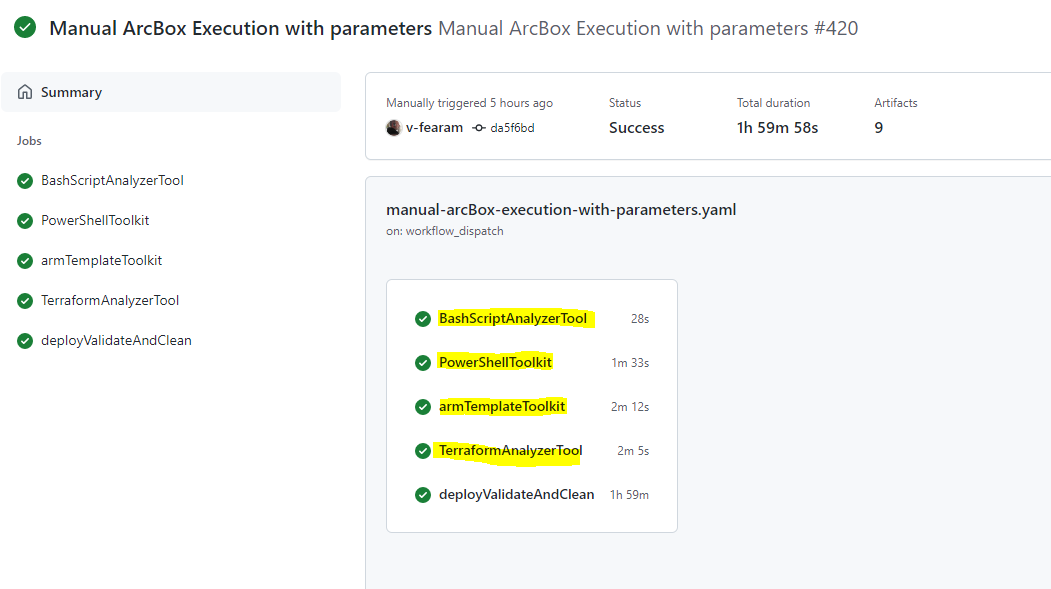 Manual ArcBox Execution with parameters Manual ArcBox Execution with parameters #420
Summary
Jobs
BashScriptAnalyzerTool
PowerShellToolkit
armTemplateToolkit
TerraformAnalyzerTool
deployValidateAndClean
Manually triggered 5 hours ago
v-fearam da5f6bd
Status
Success
Total duration
1h 59m 58s
Artifacts
9
manual-arcBox-execution-with-parameters.yaml
on: workflow_dispatch
BashScriptAnalyzerTool 28s
PowerShellToolkit 1m 33s
armTemplateToolkit 2m 12s
TerraformAnalyzerTool 2m 5s
deployValidateAndClean 1h 59m